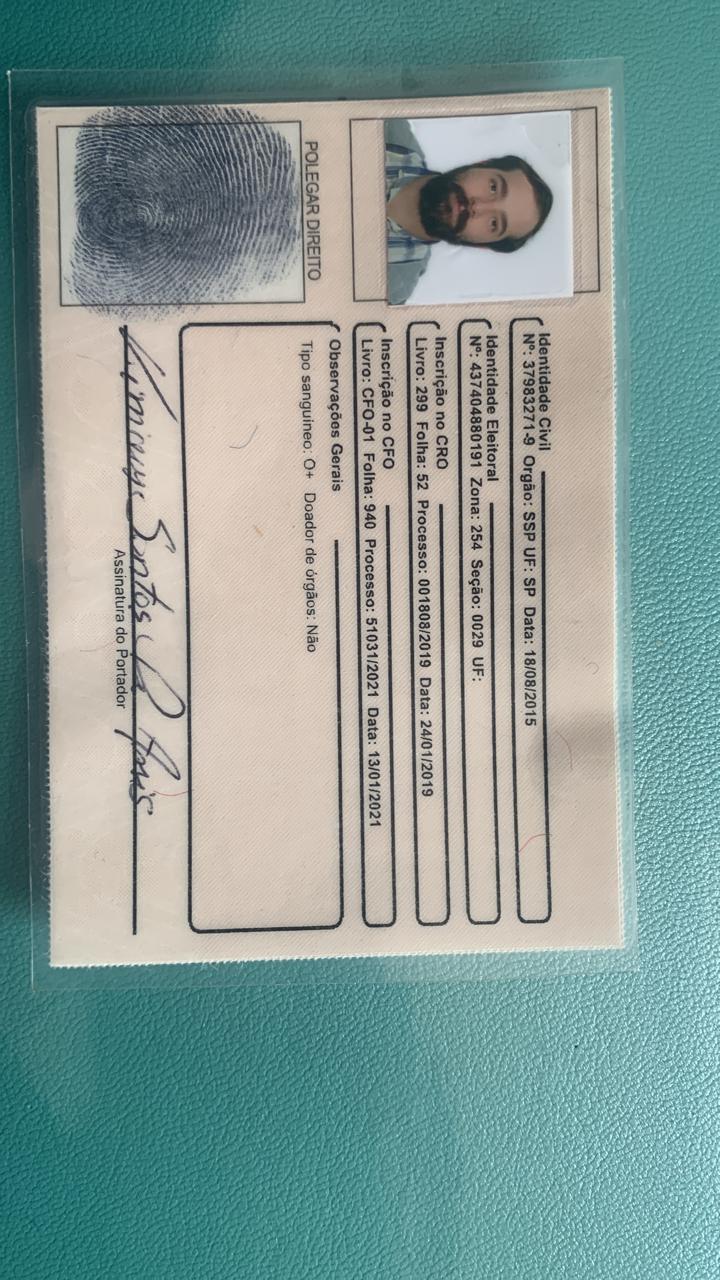 Identidade Civil
Nº: 37983271-9 Orgão: SSP UF: SP Data: 18/08/2015
Identidade Eleitoral
Nº: 437404880191 Zona: 254 Seção: 0029 UF:
Inscrição no CRO
Livro: 299 Folha: 52 Processo: 001808/2019 Data: 24/01/2019
Inscrição no CFO
Livro: CFO-01 Folha: 940 Processo: 51031/2021 Data: 13/01/2021
POLEGAR DIREITO
Observações Gerais
Tipo sanguíneo: O+ Doador de órgãos: Não
Santos
Assinatura do Portador